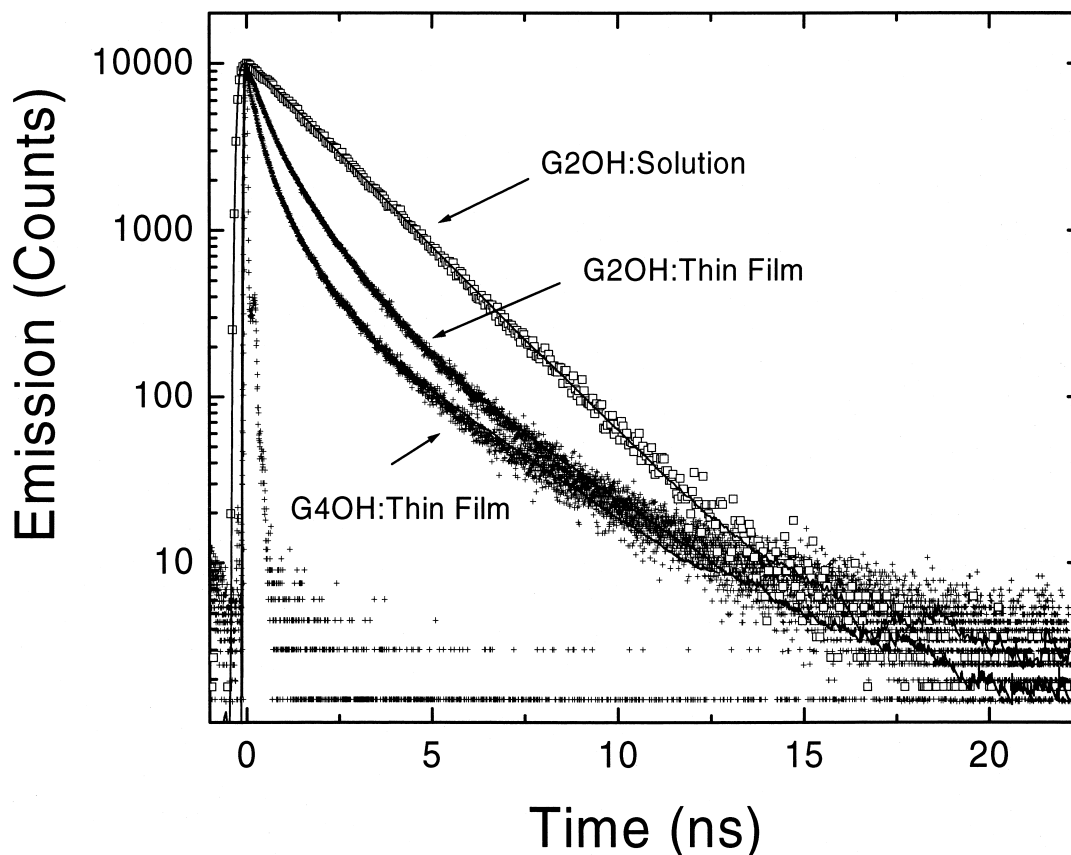 10000
1000
100
10
Emission (Counts)
G2OH:Solution
G2OH:Thin Film
G4OH:Thin Film
0
5
10
15
20
Time (ns)